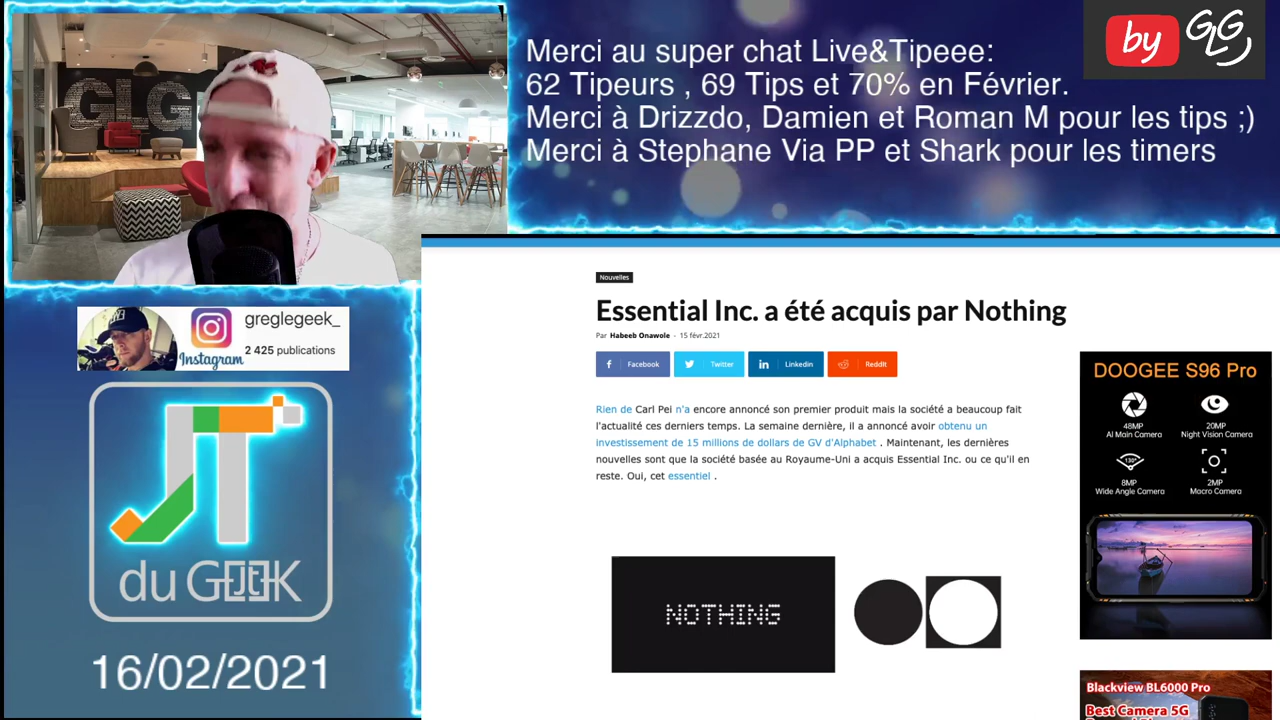 GLG
Merci au super chat Live&Tipeee:
62 Tipeurs , 69 Tips et 70% en Février.
Merci à Drizzdo, Damien et Roman M pour les tips ;)
Merci à Stephane Via PP et Shark pour les timers
by GLG
greglegeek_
Instagram
2 425 publications
JT
du GEEK
16/02/2021
Nouvelles
Essential Inc. a été acquis par Nothing
Par Habeeb Onawole - 15 févr.2021
Facebook
Twitter
Linkedin
Reddit
Rien de Carl Pei n'a encore annoncé son premier produit mais la société a beaucoup fait
l'actualité ces derniers temps. La semaine dernière, il a annoncé avoir obtenu un
investissement de 15 millions de dollars de GV d'Alphabet . Maintenant, les dernières
nouvelles sont que la société basée au Royaume-Uni a acquis Essential Inc. ou ce qu'il en
reste. Oui, cet essentiel .
NOTHING
DOOGEE S96 Pro
48MP
AI Main Camera
20MP
Night Vision Camera
130°
8MP
Wide Angle Camera
2MP
Macro Camera
Blackview BL6000 Pro
Best Camera 5G